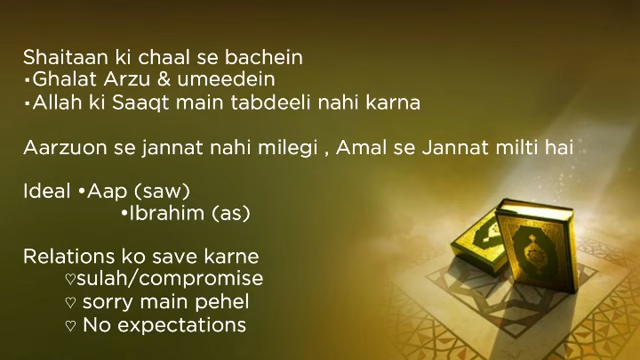 Shaitaan ki chaal se bachein
▪Ghalat Arzu & umeedein
▪Allah ki Saaqt main tabdeeli nahi karna
Aarzuon se jannat nahi milegi , Amal se Jannat milti hai
Ideal •Aap (saw)
•Ibrahim (as)
Relations ko save karne
♡sulah/compromise
♡ sorry main pehel
♡ No expectations